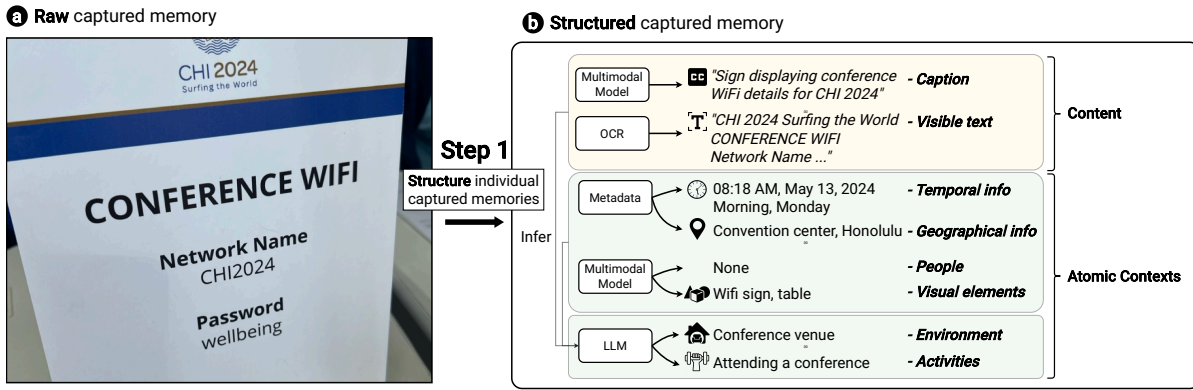 a Raw captured memory
CHI 2024
Surfing the World
CONFERENCE WIFI
Network Name
CHI2024
Password
wellbeing
Step 1
Structure individual
captured memories
b Structured captured memory
Infer
Multimodal
Model
CC
"Sign displaying conference
WiFi details for CHI 2024"
- Caption
OCR
T
"CHI 2024 Surfing the World
CONFERENCE WIFI
Network Name ..."
- Visible text
Content
Metadata
08:18 AM, May 13, 2024
Morning, Monday
- Temporal info
Convention center, Honolulu
- Geographical info
Multimodal
Model
None
- People
Wifi sign, table
- Visual elements
LLM
Conference venue
- Environment
Attending a conference
- Activities
Atomic Contexts